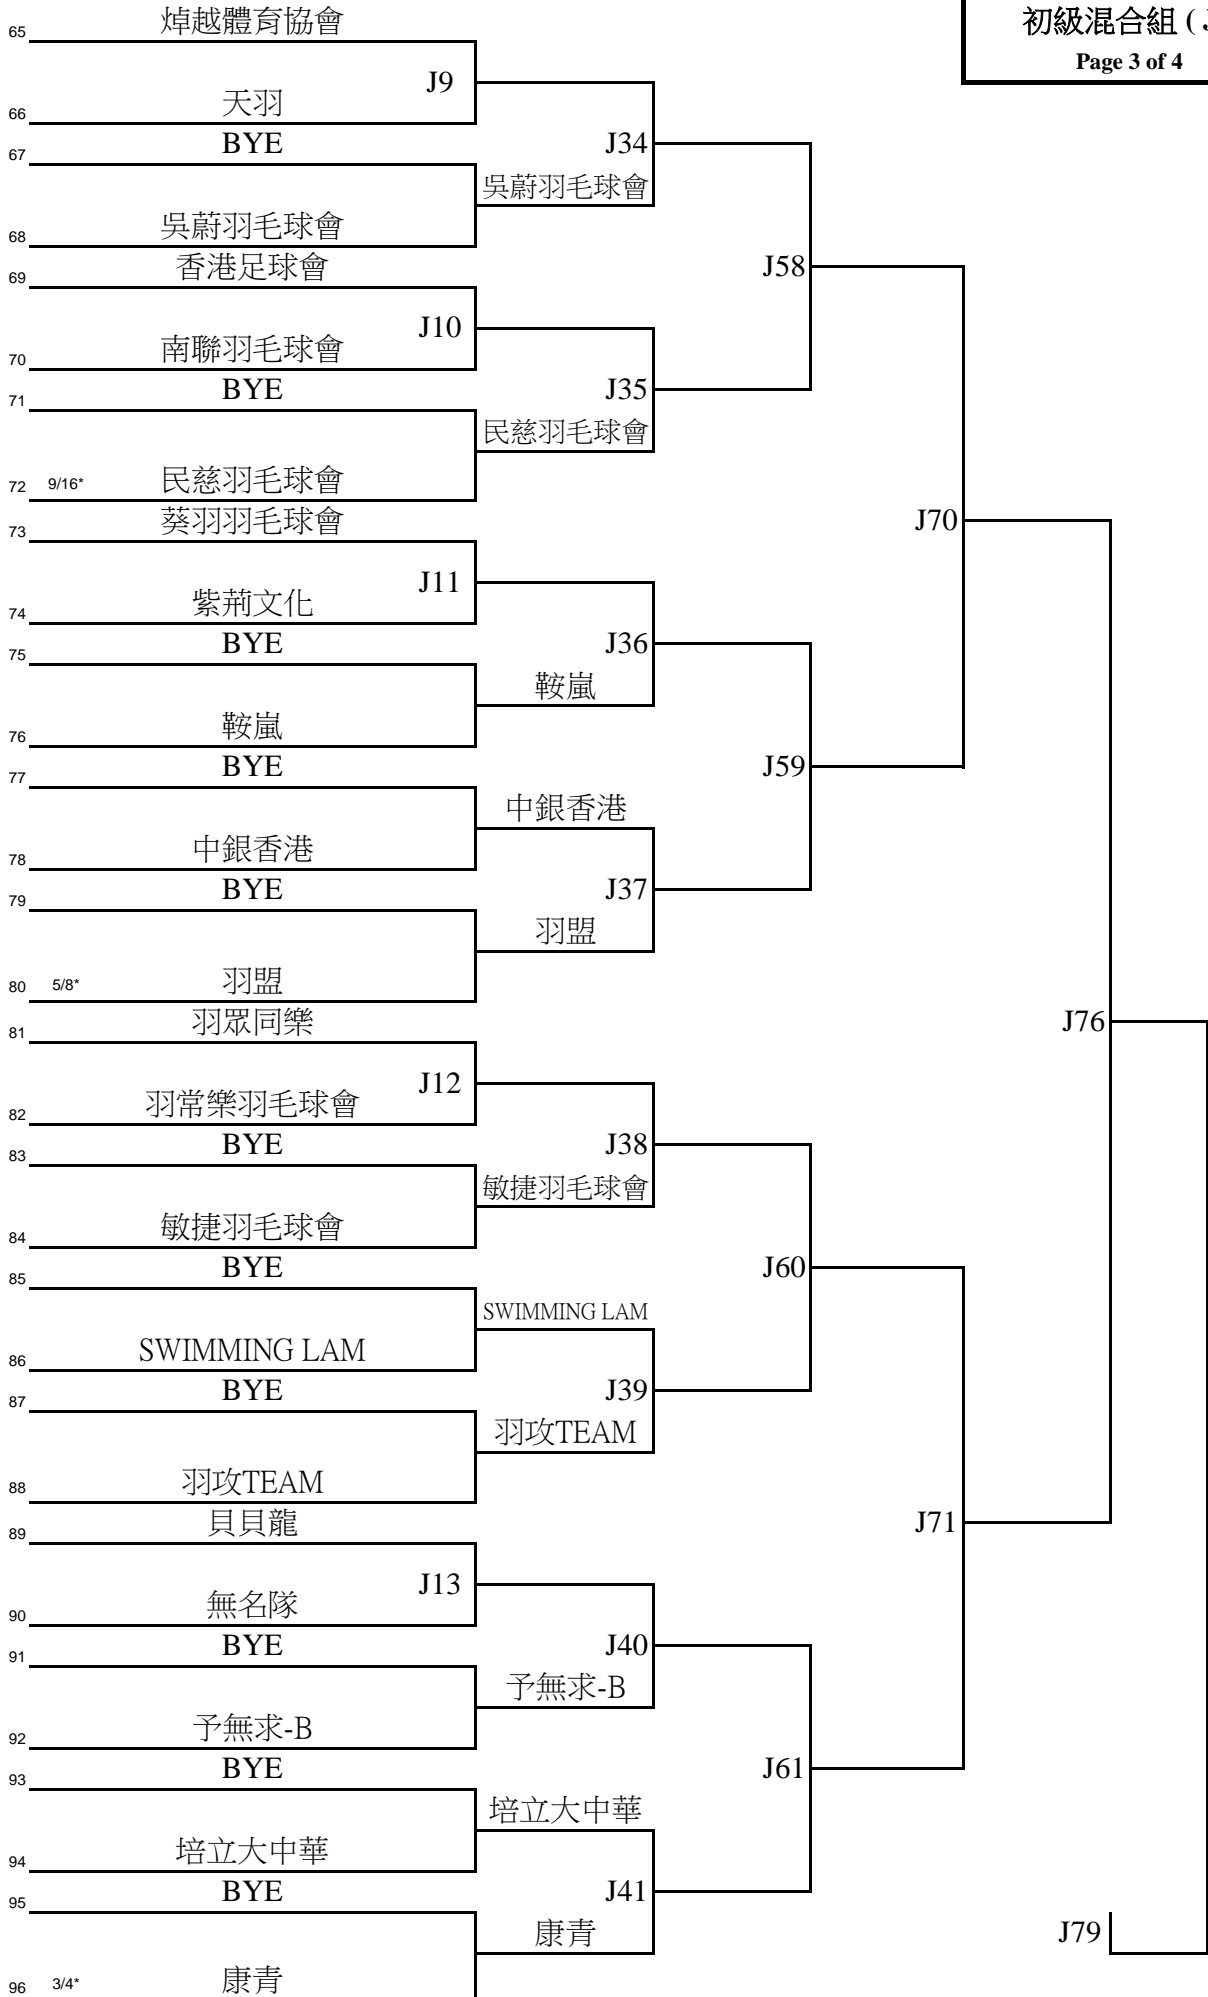 初級混合組 ( J
Page 3 of 4
65 焯越體育協會
J9
66 天羽
67 BYE
J34
吳蔚羽毛球會
68 吳蔚羽毛球會
69 香港足球會
J58
J10
70 南聯羽毛球會
71 BYE
J35
民慈羽毛球會
72 9/16* 民慈羽毛球會
73 葵羽羽毛球會
J70
J11
74 紫荊文化
75 BYE
J36
鞍嵐
76 鞍嵐
77 BYE
J59
中銀香港
78 中銀香港
79 BYE
J37
羽盟
80 5/8* 羽盟
81 羽眾同樂
J76
J12
82 羽常樂羽毛球會
83 BYE
J38
敏捷羽毛球會
84 敏捷羽毛球會
85 BYE
J60
SWIMMING LAM
86 SWIMMING LAM
87 BYE
J39
羽攻TEAM
88 羽攻TEAM
89 貝貝龍
J71
J13
90 無名隊
91 BYE
J40
予無求-B
92 予無求-B
93 BYE
J61
培立大中華
94 培立大中華
95 BYE
J41
康青
J79
96 3/4* 康青